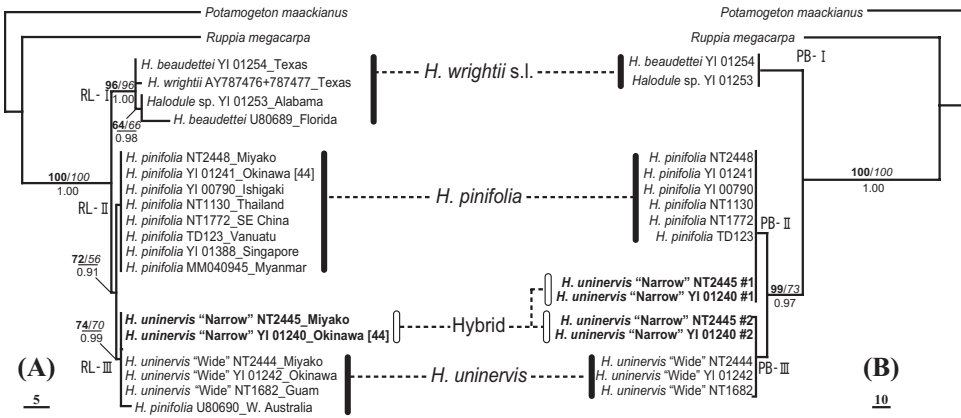 Potamogeton maackianus
Ruppia megacarpa
H. beaudettei YI 01254_Texas
H. wrightii AY787476+787477_Texas
Halodule sp. YI 01253_Alabama
H. beaudettei U80689_Florida
RL- I
96/96
1.00
64/66
0.98
100/100
1.00
RL- II
H. pinifolia NT2448_Miyako
H. pinifolia YI 01241_Okinawa [44]
H. pinifolia YI 00790_Ishigaki
H. pinifolia NT1130_Thailand
H. pinifolia NT1772_SE China
H. pinifolia TD123_Vanuatu
H. pinifolia YI 01388_Singapore
H. pinifolia MM040945_Myanmar
72/56
0.91
74/70
0.99
H. uninervis “Narrow” NT2445_Miyako
H. uninervis “Narrow” YI 01240_Okinawa [44]
RL- III
H. uninervis “Wide” NT2444_Miyako
H. uninervis “Wide” YI 01242_Okinawa
H. uninervis “Wide” NT1682_Guam
H. pinifolia U80690_W. Australia
(A)
5
H. wrightii s.l.
H. pinifolia
Hybrid
H. uninervis
Potamogeton maackianus
Ruppia megacarpa
PB- I
H. beaudettei YI 01254
Halodule sp. YI 01253
100/100
1.00
H. pinifolia NT2448
H. pinifolia YI 01241
H. pinifolia YI 00790
H. pinifolia NT1130
H. pinifolia NT1772
H. pinifolia TD123
PB- II
H. uninervis “Narrow” NT2445 #1
H. uninervis “Narrow” YI 01240 #1
99/73
0.97
H. uninervis “Narrow” NT2445 #2
H. uninervis “Narrow” YI 01240 #2
H. uninervis “Wide” NT2444
H. uninervis “Wide” YI 01242
H. uninervis “Wide” NT1682
PB- III
(B)
10